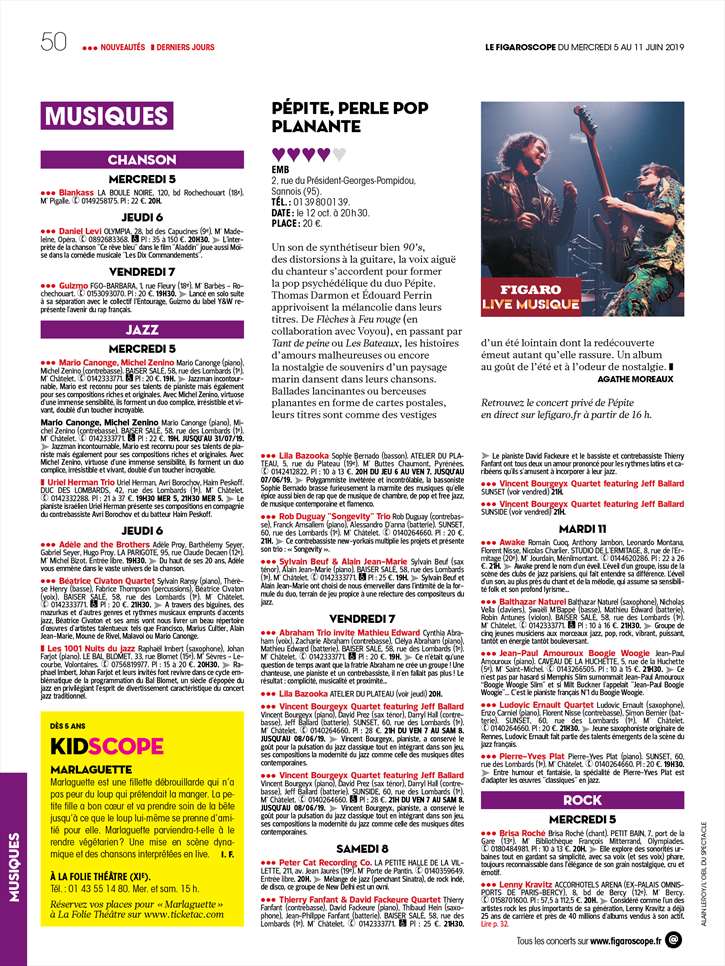 50
●●● NOUVEAUTÉS ▮ DERNIERS JOURS
LE FIGAROSCOPE DU MERCREDI 5 AU 11 JUIN 2019
MUSIQUES
CHANSON
MERCREDI 5
●●● Blankass LA BOULE NOIRE, 120, bd Rochechouart (18e).
M° Pigalle. ✆ 0149258175. Pl : 22 €. 20H.
JEUDI 6
●●● Daniel Levi OLYMPIA, 28, bd des Capucines (9e), M° Made-
leine, Opéra. ✆ 0892683368. Pl : 35 à 150 €. 20H30. ➢ L'inter-
prète de la chanson "Ce rêve bleu" dans le film "Aladdin" joue aussi Moï-
se dans la comédie musicale "Les Dix Commandements".
VENDREDI 7
●●● Guizmo FGO-BARBARA, 1, rue Fleury (18e). M° Barbès – Ro-
chechouart. ✆ 0153093070. Pl : 20 €. 19H30. ➢ Lancé en solo suite
à sa séparation avec le collectif l'Entourage, Guizmo du label Y&W re-
présente l'avenir du rap français.
JAZZ
MERCREDI 5
●●● Mario Canonge, Michel Zenino Mario Canonge (piano),
Michel Zenino (contrebasse). BAISER SALÉ, 58, rue des Lombards (1er).
M° Châtelet. ✆ 0142333771. Pl : 20 €. 19H. ➢ Jazzman incontour-
nable, Mario est reconnu pour ses talents de pianiste mais également
pour ses compositions riches et originales. Avec Michel Zenino, virtuose
d'une immense sensibilité, ils forment un duo complice, irrésistible et vi-
vant, doublé d'un toucher incroyable.
Mario Canonge, Michel Zenino Mario Canonge (piano), Mi-
chel Zenino (contrebasse). BAISER SALÉ, 58, rue des Lombards (1er).
M° Châtelet. ✆ 0142333771. Pl : 22 €. 19H. JUSQU'AU 31/07/19.
➢ Jazzman incontournable, Mario est reconnu pour ses talents de pia-
niste mais également pour ses compositions riches et originales. Avec
Michel Zenino, virtuose d'une immense sensibilité, ils forment un duo
complice, irrésistible et vivant, doublé d'un toucher incroyable.
▮ Uriel Herman Trio Uriel Herman, Avri Borochov, Haim Peskoff.
DUC DES LOMBARDS, 42, rue des Lombards (1er). M° Châtelet.
✆ 0142332288. Pl : 21 à 37 €. 19H30 MER 5, 21H30 MER 5. ➢ Le
pianiste israélien Uriel Herman présente ses compositions en compagnie
du contrebassiste Avri Borochov et du batteur Haim Peskoff.
JEUDI 6
●●● Adèle and the Brothers Adèle Proy, Barthélemy Seyer,
Gabriel Seyer, Hugo Proy. LA PARIGOTE, 95, rue Claude Decaen (12e).
M° Michel Bizot. Entrée libre. 19H30. ➢ Du haut de ses 20 ans, Adèle
vous emmène dans le vaste univers de la chanson.
●●● Béatrice Civaton Quartet Sylvain Ransy (piano), Thérè-
se Henry (basse), Fabrice Thompson (percussions), Béatrice Civaton
(voix). BAISER SALÉ, 58, rue des Lombards (1er). M° Châtelet.
✆ 0142333771. Pl : 20 €. 21H30. ➢ A travers des biguines, des
mazurkas et d'autres genres et rythmes musicaux emprunts d'accents
jazz, Béatrice Civaton et ses amis vont nous livrer un beau répertoire
d'œuvres d'artistes talentueux tels que Francisco, Marius Cultier, Alain
Jean-Marie, Moune de Rivel, Malavoi ou Mario Canonge.
▮ Les 1001 Nuits du jazz Raphaël Imbert (saxophone), Johan
Farjot (piano). LE BAL BLOMET, 33, rue Blomet (15e). M° Sèvres – Le-
courbe, Volontaires. ✆ 0756819977. Pl : 15 à 20 €. 20H30. ➢ Ra-
phael Imbert, Johan Farjot et leurs invités font revivre dans ce cycle em-
blématique de la programmation du Bal Blomet, un siècle d'épopée du
jazz en privilégiant l'esprit de divertissement caractéristique du concert
jazz traditionnel.
DÈS 5 ANS
KIDSCOPE
MARLAGUETTE
Marlaguette est une fillette débrouillarde qui n'a
pas peur du loup qui prétendait la manger. La pe-
tite fille a bon cœur et va prendre soin de la bête
jusqu'à ce que le loup lui-même se prenne d'ami-
tié pour elle. Marlaguette parviendra-t-elle à le
rendre végétarien ? Une mise en scène dyna-
mique et des chansons interprétées en live. I. F.
À LA FOLIE THÉÂTRE (XIe).
Tél. : 01 43 55 14 80. Mer. et sam. 15 h.
Réservez vos places pour « Marlaguette »
à La Folie Théâtre sur www.ticketac.com
PÉPITE, PERLE POP
PLANANTE
EMB
2, rue du Président-Georges-Pompidou,
Sannois (95).
TÉL. : 01 39 80 01 39.
DATE : le 12 oct. à 20 h 30.
PLACE : 20 €.
Un son de synthétiseur bien 90's,
des distorsions à la guitare, la voix aiguë
du chanteur s'accordent pour former
la pop psychédélique du duo Pépite.
Thomas Darmon et Édouard Perrin
apprivoisent la mélancolie dans leurs
titres. De Flèches à Feu rouge (en
collaboration avec Voyou), en passant par
Tant de peine ou Les Bateaux, les histoires
d'amours malheureuses ou encore
la nostalgie de souvenirs d'un paysage
marin dansent dans leurs chansons.
Ballades lancinantes ou berceuses
planantes en forme de cartes postales,
leurs titres sont comme des vestiges
FIGARO
LIVE MUSIQUE
d'un été lointain dont la redécouverte
émeut autant qu'elle rassure. Un album
au goût de l'été et à l'odeur de nostalgie. ▮
AGATHE MOREAUX
Retrouvez le concert privé de Pépite
en direct sur lefigaro.fr à partir de 16 h.
●●● Lila Bazooka Sophie Bernado (basson). ATELIER DU PLA-
TEAU, 5, rue du Plateau (19e). M° Buttes Chaumont, Pyrénées.
✆ 0142412822. Pl : 10 à 13 €. 20H DU JEU 6 AU VEN 7. JUSQU'AU
07/06/19. ➢ Polygammiste invétérée et incontrôlable, la bassoniste
Sophie Bernado brasse furieusement la marmite des musiques qu'elle
épice aussi bien de rap que de musique de chambre, de pop et free jazz,
de musique contemporaine et flamenco.
●●● Rob Duguay "Songevity" Trio Rob Duguay (contrebas-
se), Franck Amsallem (piano), Alessandro D'anna (batterie). SUNSET,
60, rue des Lombards (1er). M° Châtelet. ✆ 0140264660. Pl : 20 €.
21H. ➢ Ce contrebassiste new-yorkais multiplie les projets et présente
son trio : « Songevity ».
●●● Sylvain Beuf & Alain Jean-Marie Sylvain Beuf (sax
ténor), Alain Jean-Marie (piano). BAISER SALÉ, 58, rue des Lombards
(1er). M° Châtelet. ✆ 0142333771. Pl : 25 €. 19H. ➢ Sylvain Beuf et
Alain Jean-Marie ont choisi de nous émerveiller dans l'intimité de la for-
mule du duo, terrain de jeu propice à une relecture des compositeurs du
jazz.
VENDREDI 7
●●● Abraham Trio invite Mathieu Edward Cynthia Abra-
ham (voix), Zacharie Abraham (contrebasse), Cléiya Abraham (piano),
Mathieu Edward (batterie). BAISER SALÉ, 58, rue des Lombards (1er).
M° Châtelet. ✆ 0142333771. Pl : 20 €. 19H. ➢ Ce n'était qu'une
question de temps avant que la fratrie Abraham ne crée un groupe ! Une
chanteuse, une pianiste et un contrebassiste, il n'en fallait pas plus ! Le
résultat : complicité, musicalité et proximité...
●●● Lila Bazooka ATELIER DU PLATEAU (voir jeudi) 20H.
●●● Vincent Bourgeyx Quartet featuring Jeff Ballard
Vincent Bourgeyx (piano), David Prez (sax ténor), Darryl Hall (contre-
basse), Jeff Ballard (batterie). SUNSET, 60, rue des Lombards (1er).
M° Châtelet. ✆ 0140264660. Pl : 28 €. 21H DU VEN 7 AU SAM 8.
JUSQU'AU 08/06/19. ➢ Vincent Bourgeyx, pianiste, a conservé le
goût pour la pulsation du jazz classique tout en intégrant dans son jeu,
ses compositions la modernité du jazz comme celle des musiques dites
contemporaines.
●●● Vincent Bourgeyx Quartet featuring Jeff Ballard
Vincent Bourgeyx (piano), David Prez (sax ténor), Darryl Hall (contre-
basse), Jeff Ballard (batterie). SUNSIDE, 60, rue des Lombards (1er).
M° Châtelet. ✆ 0140264660. Pl : 28 €. 21H DU VEN 7 AU SAM 8.
JUSQU'AU 08/06/19. ➢ Vincent Bourgeyx, pianiste, a conservé le
goût pour la pulsation du jazz classique tout en intégrant dans son jeu,
ses compositions la modernité du jazz comme celle des musiques dites
contemporaines.
SAMEDI 8
●●● Peter Cat Recording Co. LA PETITE HALLE DE LA VIL-
LETTE, 211, av. Jean Jaurès (19e). M° Porte de Pantin. ✆ 0140359649.
Entrée libre. 20H. ➢ Mélange de jazz (penchant Sinatra), de rock indé,
de disco, ce groupe de New Delhi est un ovni.
●●● Thierry Fanfant & David Fackeure Quartet Thierry
Fanfant (contrebasse), David Fackeure (piano), Thibaud Hein (saxo-
phone), Jean-Philippe Fanfant (batterie). BAISER SALÉ, 58, rue des
Lombards (1er). M° Châtelet. ✆ 0142333771. Pl : 25 €. 21H30.
➢ Le pianiste David Fackeure et le bassiste et contrebassiste Thierry
Fanfant ont tous deux un amour prononcé pour les rythmes latins et ca-
ribéens qu'ils s'amusent à incorporer à leur jazz.
●●● Vincent Bourgeyx Quartet featuring Jeff Ballard
SUNSET (voir vendredi) 21H.
●●● Vincent Bourgeyx Quartet featuring Jeff Ballard
SUNSIDE (voir vendredi) 21H.
MARDI 11
●●● Awake Romain Cuoq, Anthony Jambon, Leonardo Montana,
Florent Nisse, Nicolas Charlier. STUDIO DE L'ERMITAGE, 8, rue de l'Er-
mitage (20e). M° Jourdain, Ménilmontant. ✆ 0144620286. Pl : 22 à 26
€. 21H. ➢ Awake prend le nom d'un éveil. L'éveil d'un groupe, issu de la
scène des clubs de jazz parisiens, qui fait entendre sa différence. L'éveil
d'un son, au plus près du chant et de la mélodie, qui assume sa sensibili-
té folk et son profond lyrisme...
●●● Balthazar Naturel Balthazar Naturel (saxophone), Nicholas
Vella (claviers), Swaéli M'Bappé (basse), Mathieu Edward (batterie),
Robin Antunes (violon). BAISER SALÉ, 58, rue des Lombards (1er).
M° Châtelet. ✆ 0142333771. Pl : 10 à 16 €. 21H30. ➢ Groupe de
cinq jeunes musiciens aux morceaux jazz, pop, rock, vibrant, puissant,
tantôt en énergie tantôt bouleversant.
●●● Jean-Paul Amouroux Boogie Woogie Jean-Paul
Amouroux (piano). CAVEAU DE LA HUCHETTE, 5, rue de la Huchette
(5e). M° Saint-Michel. ✆ 0143266505. Pl : 13 à 15 €. 21H. ➢ Ce
n'est pas par hasard si Memphis Slim surnommait Jean-Paul Amouroux
"Boogie Woogie Slim" et si Milt Buckner l'appelait "Jean-Paul Boogie
Woogie"... C'est le pianiste français N°1 du Boogie Woogie.
●●● Ludovic Ernault Quartet Ludovic Ernault (saxophone),
Enzo Carniel (piano), Florent Nisse (contrebasse), Simon Bernier (bat-
terie). SUNSET, 60, rue des Lombards (1er). M° Châtelet.
✆ 0140264660. Pl : 20 €. 21H30. ➢ Jeune saxophoniste originaire de
Rennes, Ludovic Ernault fait partie des talents émergents de la scène du
jazz français.
●●● Pierre-Yves Plat Pierre-Yves Plat (piano). SUNSET, 60,
rue des Lombards (1er). M° Châtelet. ✆ 0140264660. Pl : 20 €. 21H30.
➢ Entre humour et fantaisie, la spécialité de Pierre-Yves Plat est
d'adapter les œuvres "classiques" en jazz.
ROCK
MERCREDI 5
●●● Brisa Roché Brisa Roché (chant). PETIT BAIN, 7, port de la
Gare (13e). M° Bibliothèque François Mitterrand, Olympiades.
✆ 0180484981. Pl : 10 à 13 €. 20H. ➢ Elle explore des sonorités ur-
baines tout en gardant sa simplicité, avec sa voix (et ses voix) phare,
toujours reconnaissable dans l'élégance de son grain nostalgique, cru et
émotif.
●●● Lenny Kravitz ACCORHOTELS ARENA (EX-PALAIS OMNIS-
PORTS DE PARIS-BERCY), 8, bd de Bercy (12e). M° Bercy.
✆ 0158701600. Pl : 57,5 à 112,5 €. 20H. ➢ Considéré comme l'un des
artistes rock les plus importants de sa génération, Lenny Kravitz a déjà
25 ans de carrière et près de 40 millions d'albums vendus à son actif.
Lire p. 32.
Tous les concerts sur www.figaroscope.fr @
MUSIQUES
ALAIN LEROY/L'OEIL DU SPECTACLE